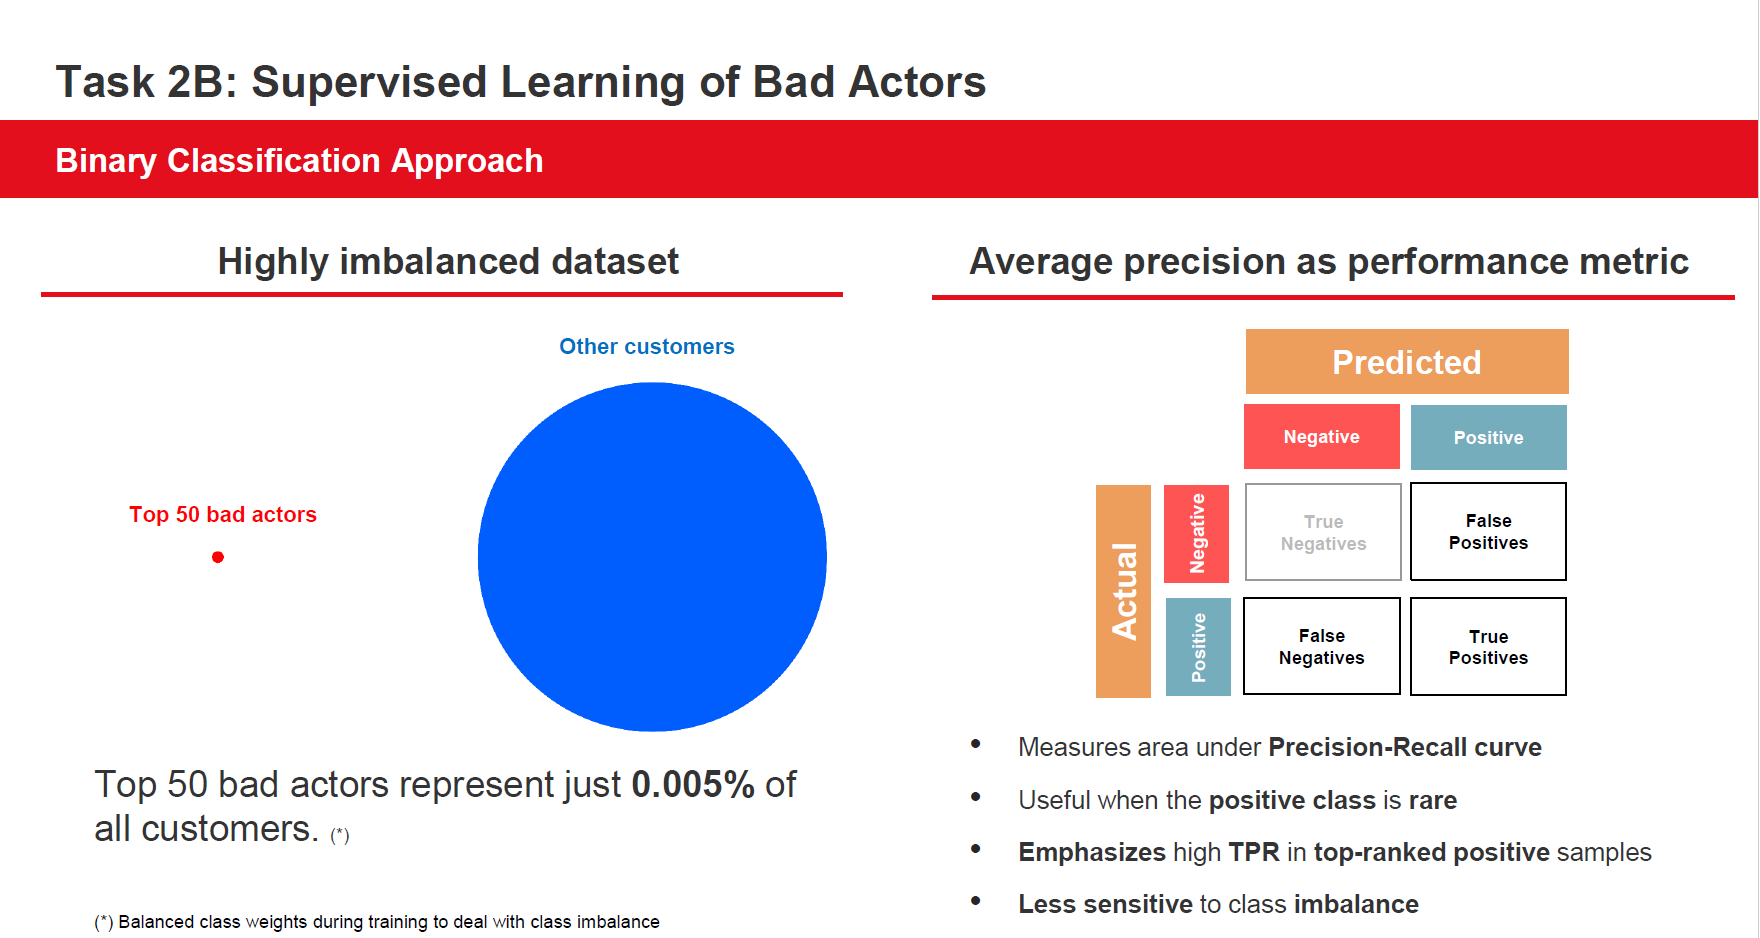 Task 2B: Supervised Learning of Bad Actors
Binary Classification Approach
Highly imbalanced dataset
Other customers
Top 50 bad actors
Top 50 bad actors represent just 0.005% of
all customers. (*)
(*) Balanced class weights during training to deal with class imbalance
Average precision as performance metric
Predicted
Negative
Positive
Actual
Negative
True
Negatives
False
Positives
Positive
False
Negatives
True
Positives
• Measures area under Precision-Recall curve
• Useful when the positive class is rare
• Emphasizes high TPR in top-ranked positive samples
• Less sensitive to class imbalance